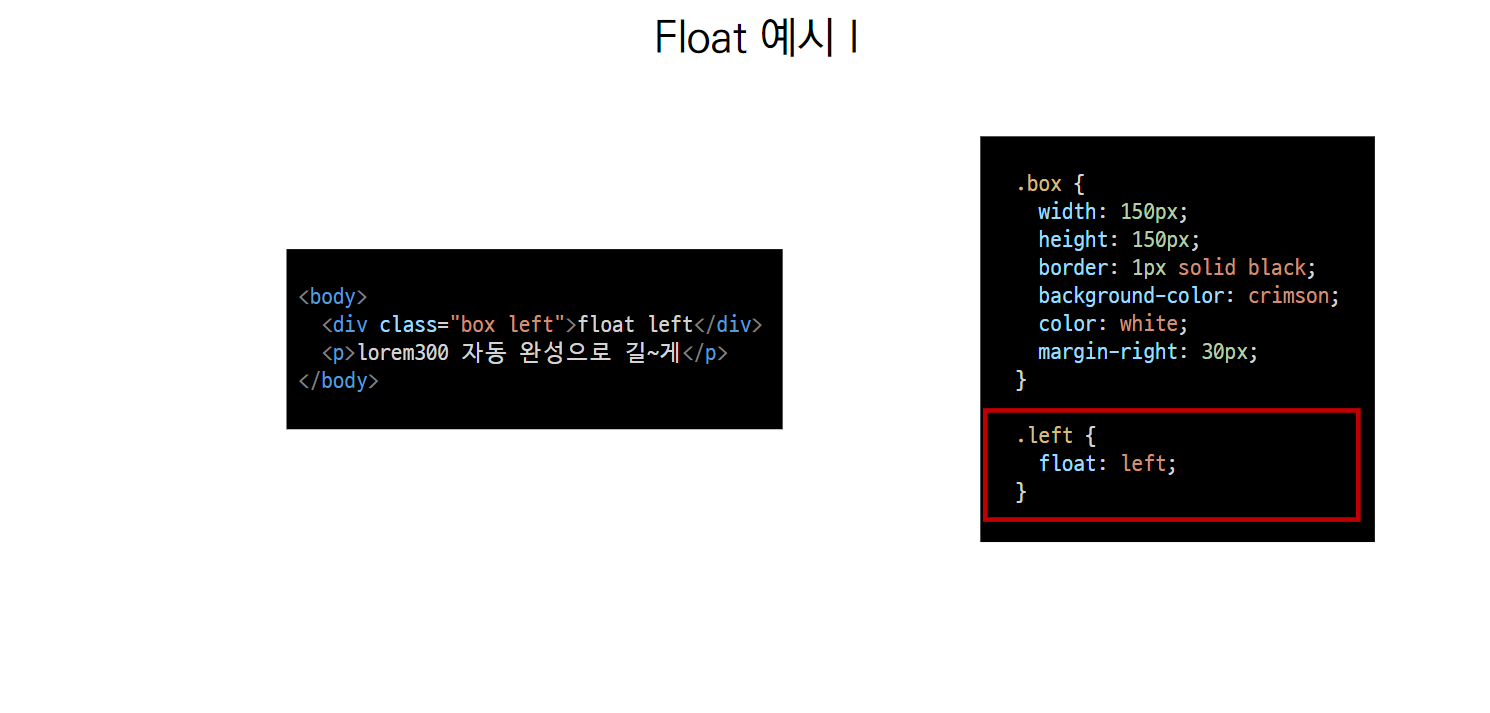 Float 예시 I
<body>
  <div class="box left">float left</div>
  <p>lorem300 자동 완성으로 길~게</p>
</body>
.box {
  width: 150px;
  height: 150px;
  border: 1px solid black;
  background-color: crimson;
  color: white;
  margin-right: 30px;
}
.left {
  float: left;
}